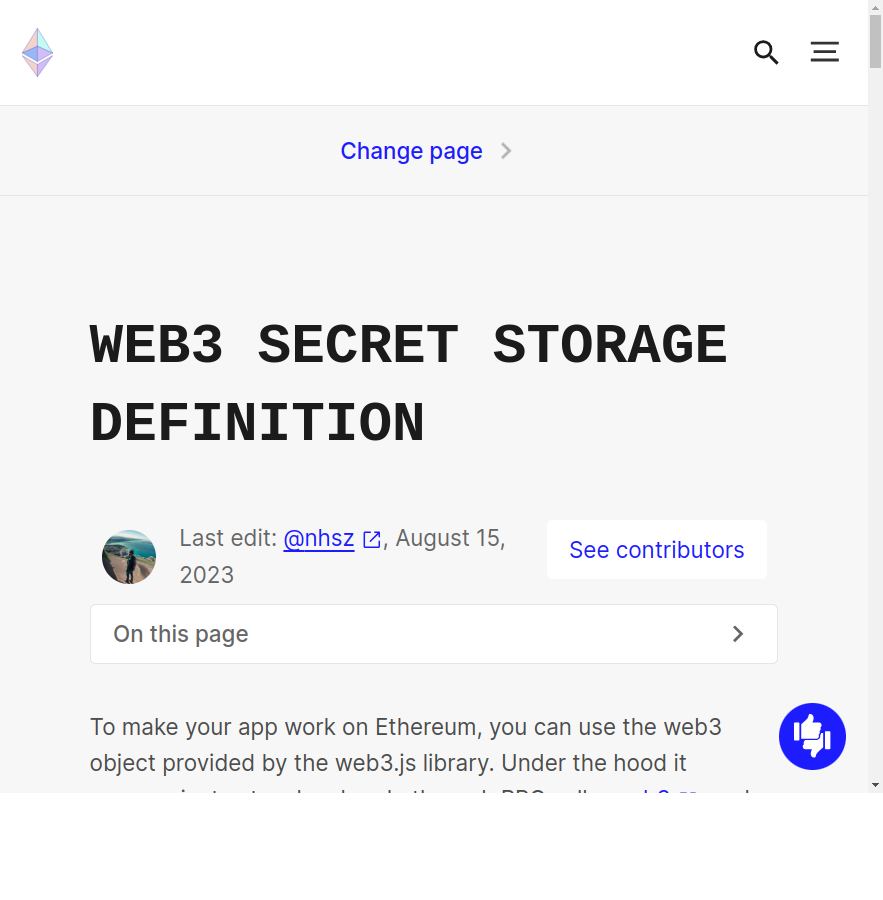 Change page
WEB3 SECRET STORAGE
DEFINITION
Last edit: @nhsz, August 15,
2023
See contributors
On this page
To make your app work on Ethereum, you can use the web3
object provided by the web3.js library. Under the hood it